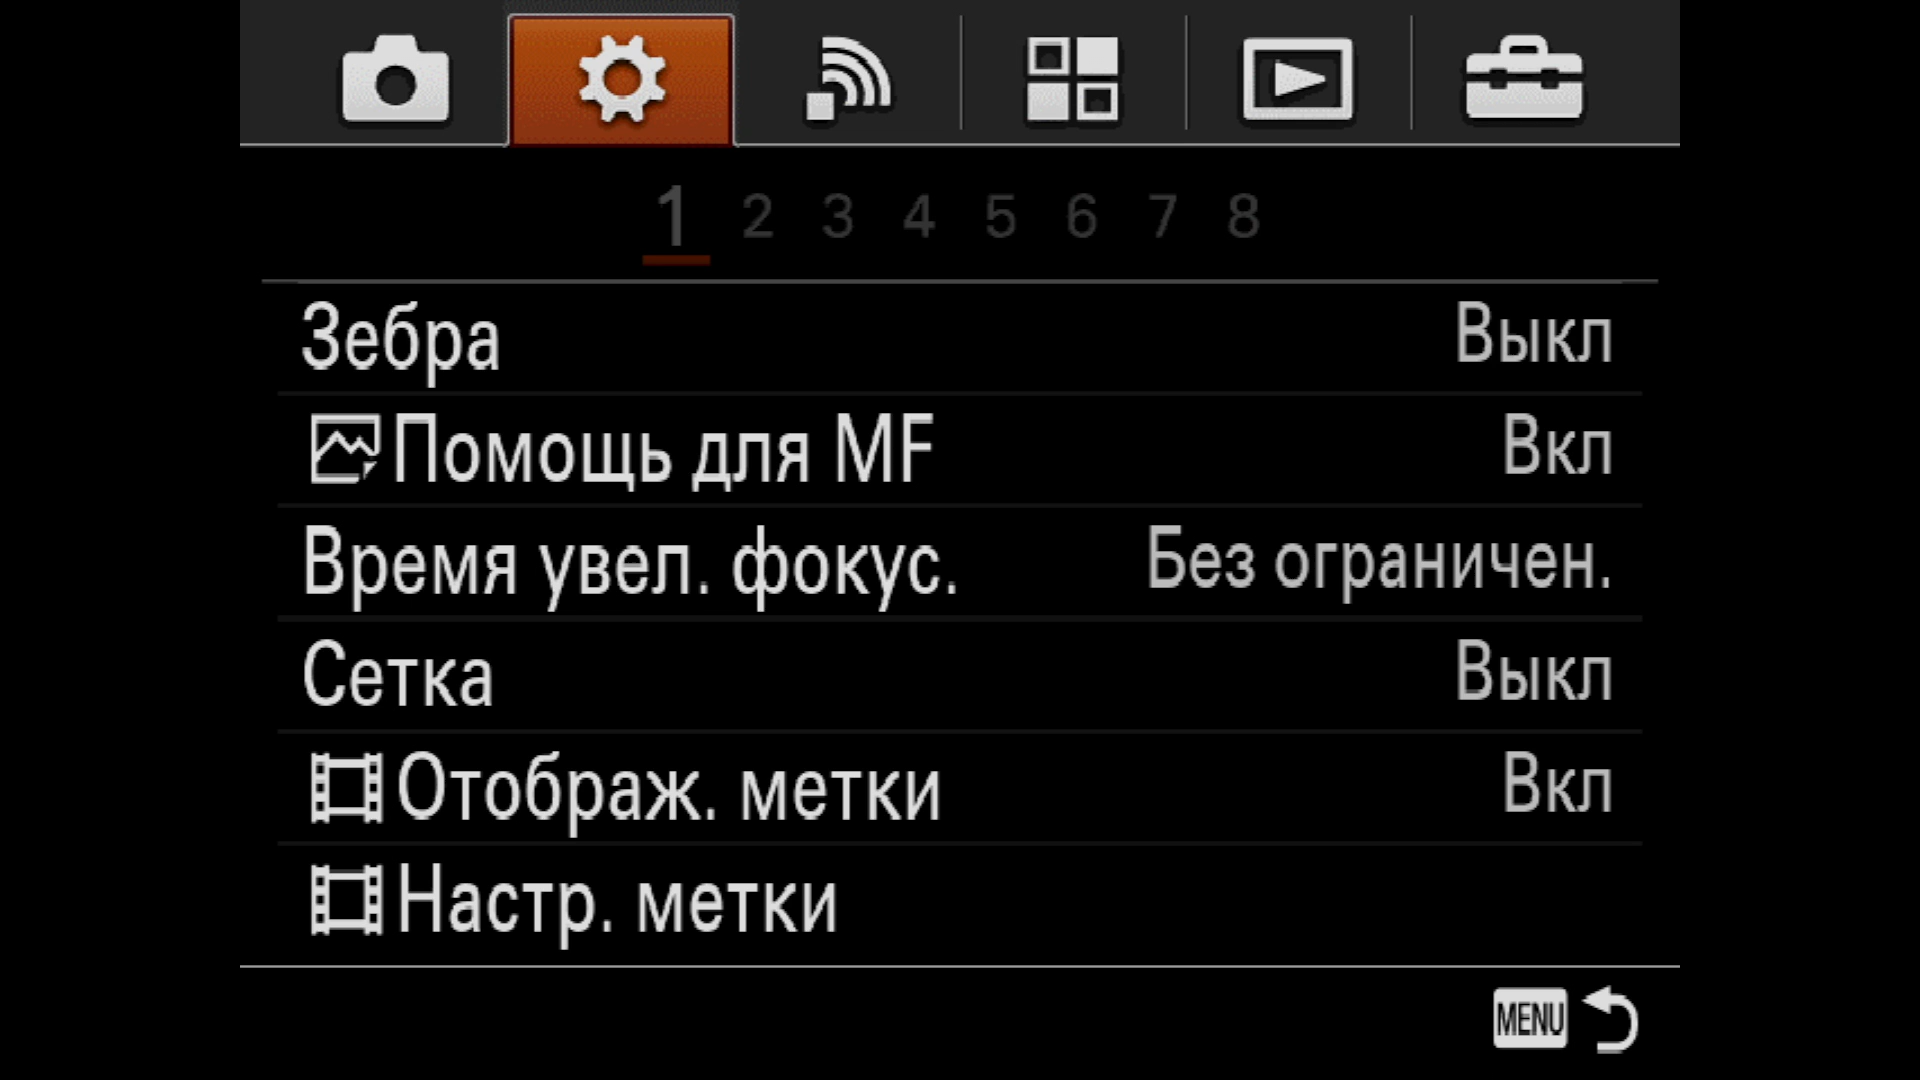 1 2 3 4 5 6 7 8
Зебра Выкл
Помощь для MF Вкл
Время увел. фокус. Без ограничен.
Сетка Выкл
Отображ. метки Вкл
Настр. метки
MENU